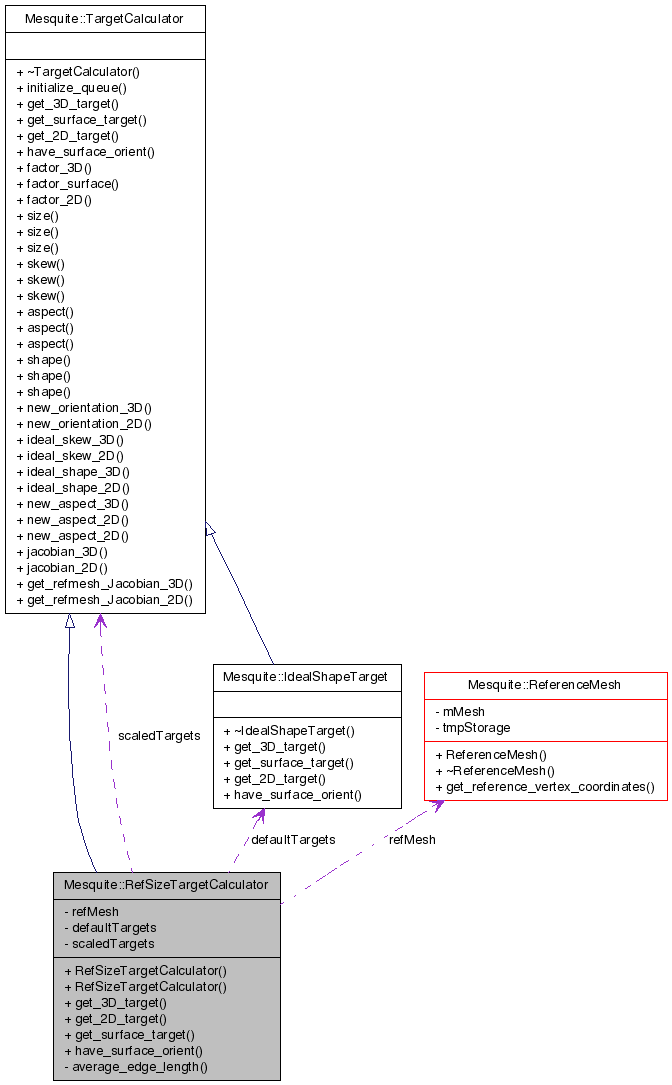 Mesquite::TargetCalculator
+ ~TargetCalculator()
+ initialize_queue()
+ get_3D_target()
+ get_surface_target()
+ get_2D_target()
+ have_surface_orient()
+ factor_3D()
+ factor_surface()
+ factor_2D()
+ size()
+ size()
+ size()
+ skew()
+ skew()
+ skew()
+ aspect()
+ aspect()
+ aspect()
+ shape()
+ shape()
+ shape()
+ new_orientation_3D()
+ new_orientation_2D()
+ ideal_skew_3D()
+ ideal_skew_2D()
+ ideal_shape_3D()
+ ideal_shape_2D()
+ new_aspect_3D()
+ new_aspect_2D()
+ new_aspect_2D()
+ jacobian_3D()
+ jacobian_2D()
+ get_refmesh_Jacobian_3D()
+ get_refmesh_Jacobian_2D()
scaledTargets
Mesquite::IdealShapeTarget
+ ~IdealShapeTarget()
+ get_3D_target()
+ get_surface_target()
+ get_2D_target()
+ have_surface_orient()
Mesquite::ReferenceMesh
- mMesh
- tmpStorage
+ ReferenceMesh()
+ ~ReferenceMesh()
+ get_reference_vertex_coordinates()
defaultTargets
refMesh
Mesquite::RefSizeTargetCalculator
- refMesh
- defaultTargets
- scaledTargets
+ RefSizeTargetCalculator()
+ RefSizeTargetCalculator()
+ get_3D_target()
+ get_2D_target()
+ get_surface_target()
+ have_surface_orient()
- average_edge_length()